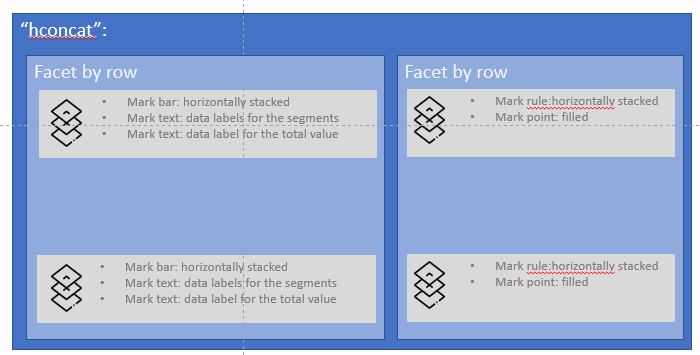 “hconcat”:
Facet by row
• Mark bar: horizontally stacked
• Mark text: data labels for the segments
• Mark text: data label for the total value
• Mark bar: horizontally stacked
• Mark text: data labels for the segments
• Mark text: data label for the total value
Facet by row
• Mark rule:horizontally stacked
• Mark point: filled
• Mark rule:horizontally stacked
• Mark point: filled